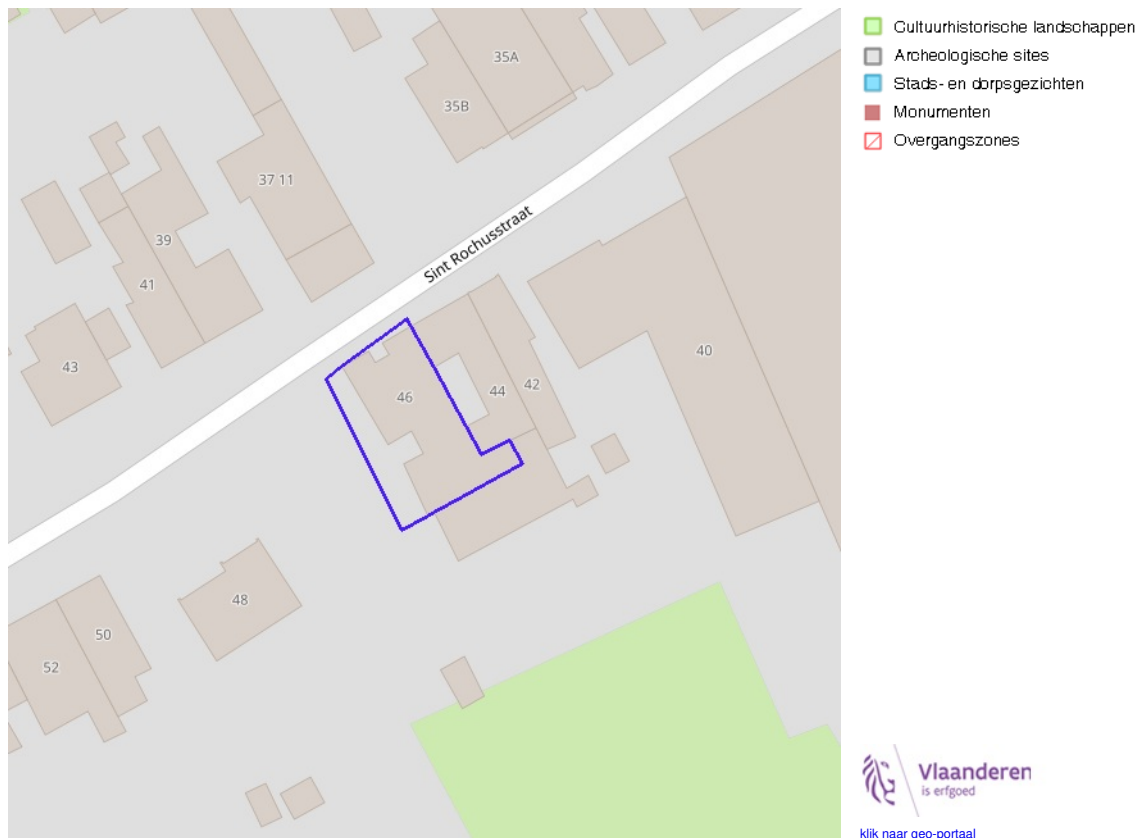 35A
35B
37 11
39
41
43
Sint Rochusstraat
46
44
42
40
48
50
52
Cultuurhistorische landschappen
Archeologische sites
Stads- en dorpsgezichten
Monumenten
Overgangszones
Vlaanderen
is erfgoed
klik naar geo-portaal